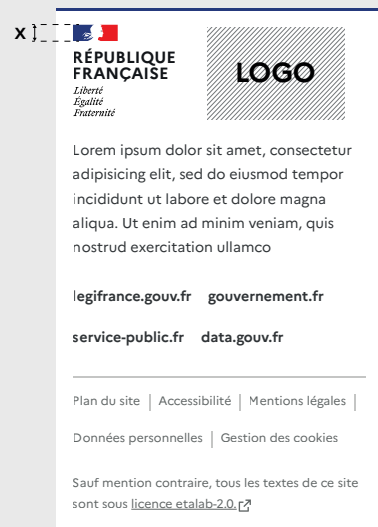 X
RÉPUBLIQUE
FRANÇAISE
Liberté
Égalité
Fraternité
LOGO
Lorem ipsum dolor sit amet, consectetur
adipisicing elit, sed do eiusmod tempor
incididunt ut labore et dolore magna
aliqua. Ut enim ad minim veniam, quis
nostrud exercitation ullamco
legifrance.gouv.fr gouvernement.fr
service-public.fr data.gouv.fr
Plan du site | Accessibilité | Mentions légales |
Données personnelles | Gestion des cookies
Sauf mention contraire, tous les textes de ce site
sont sous licence etalab-2.0.